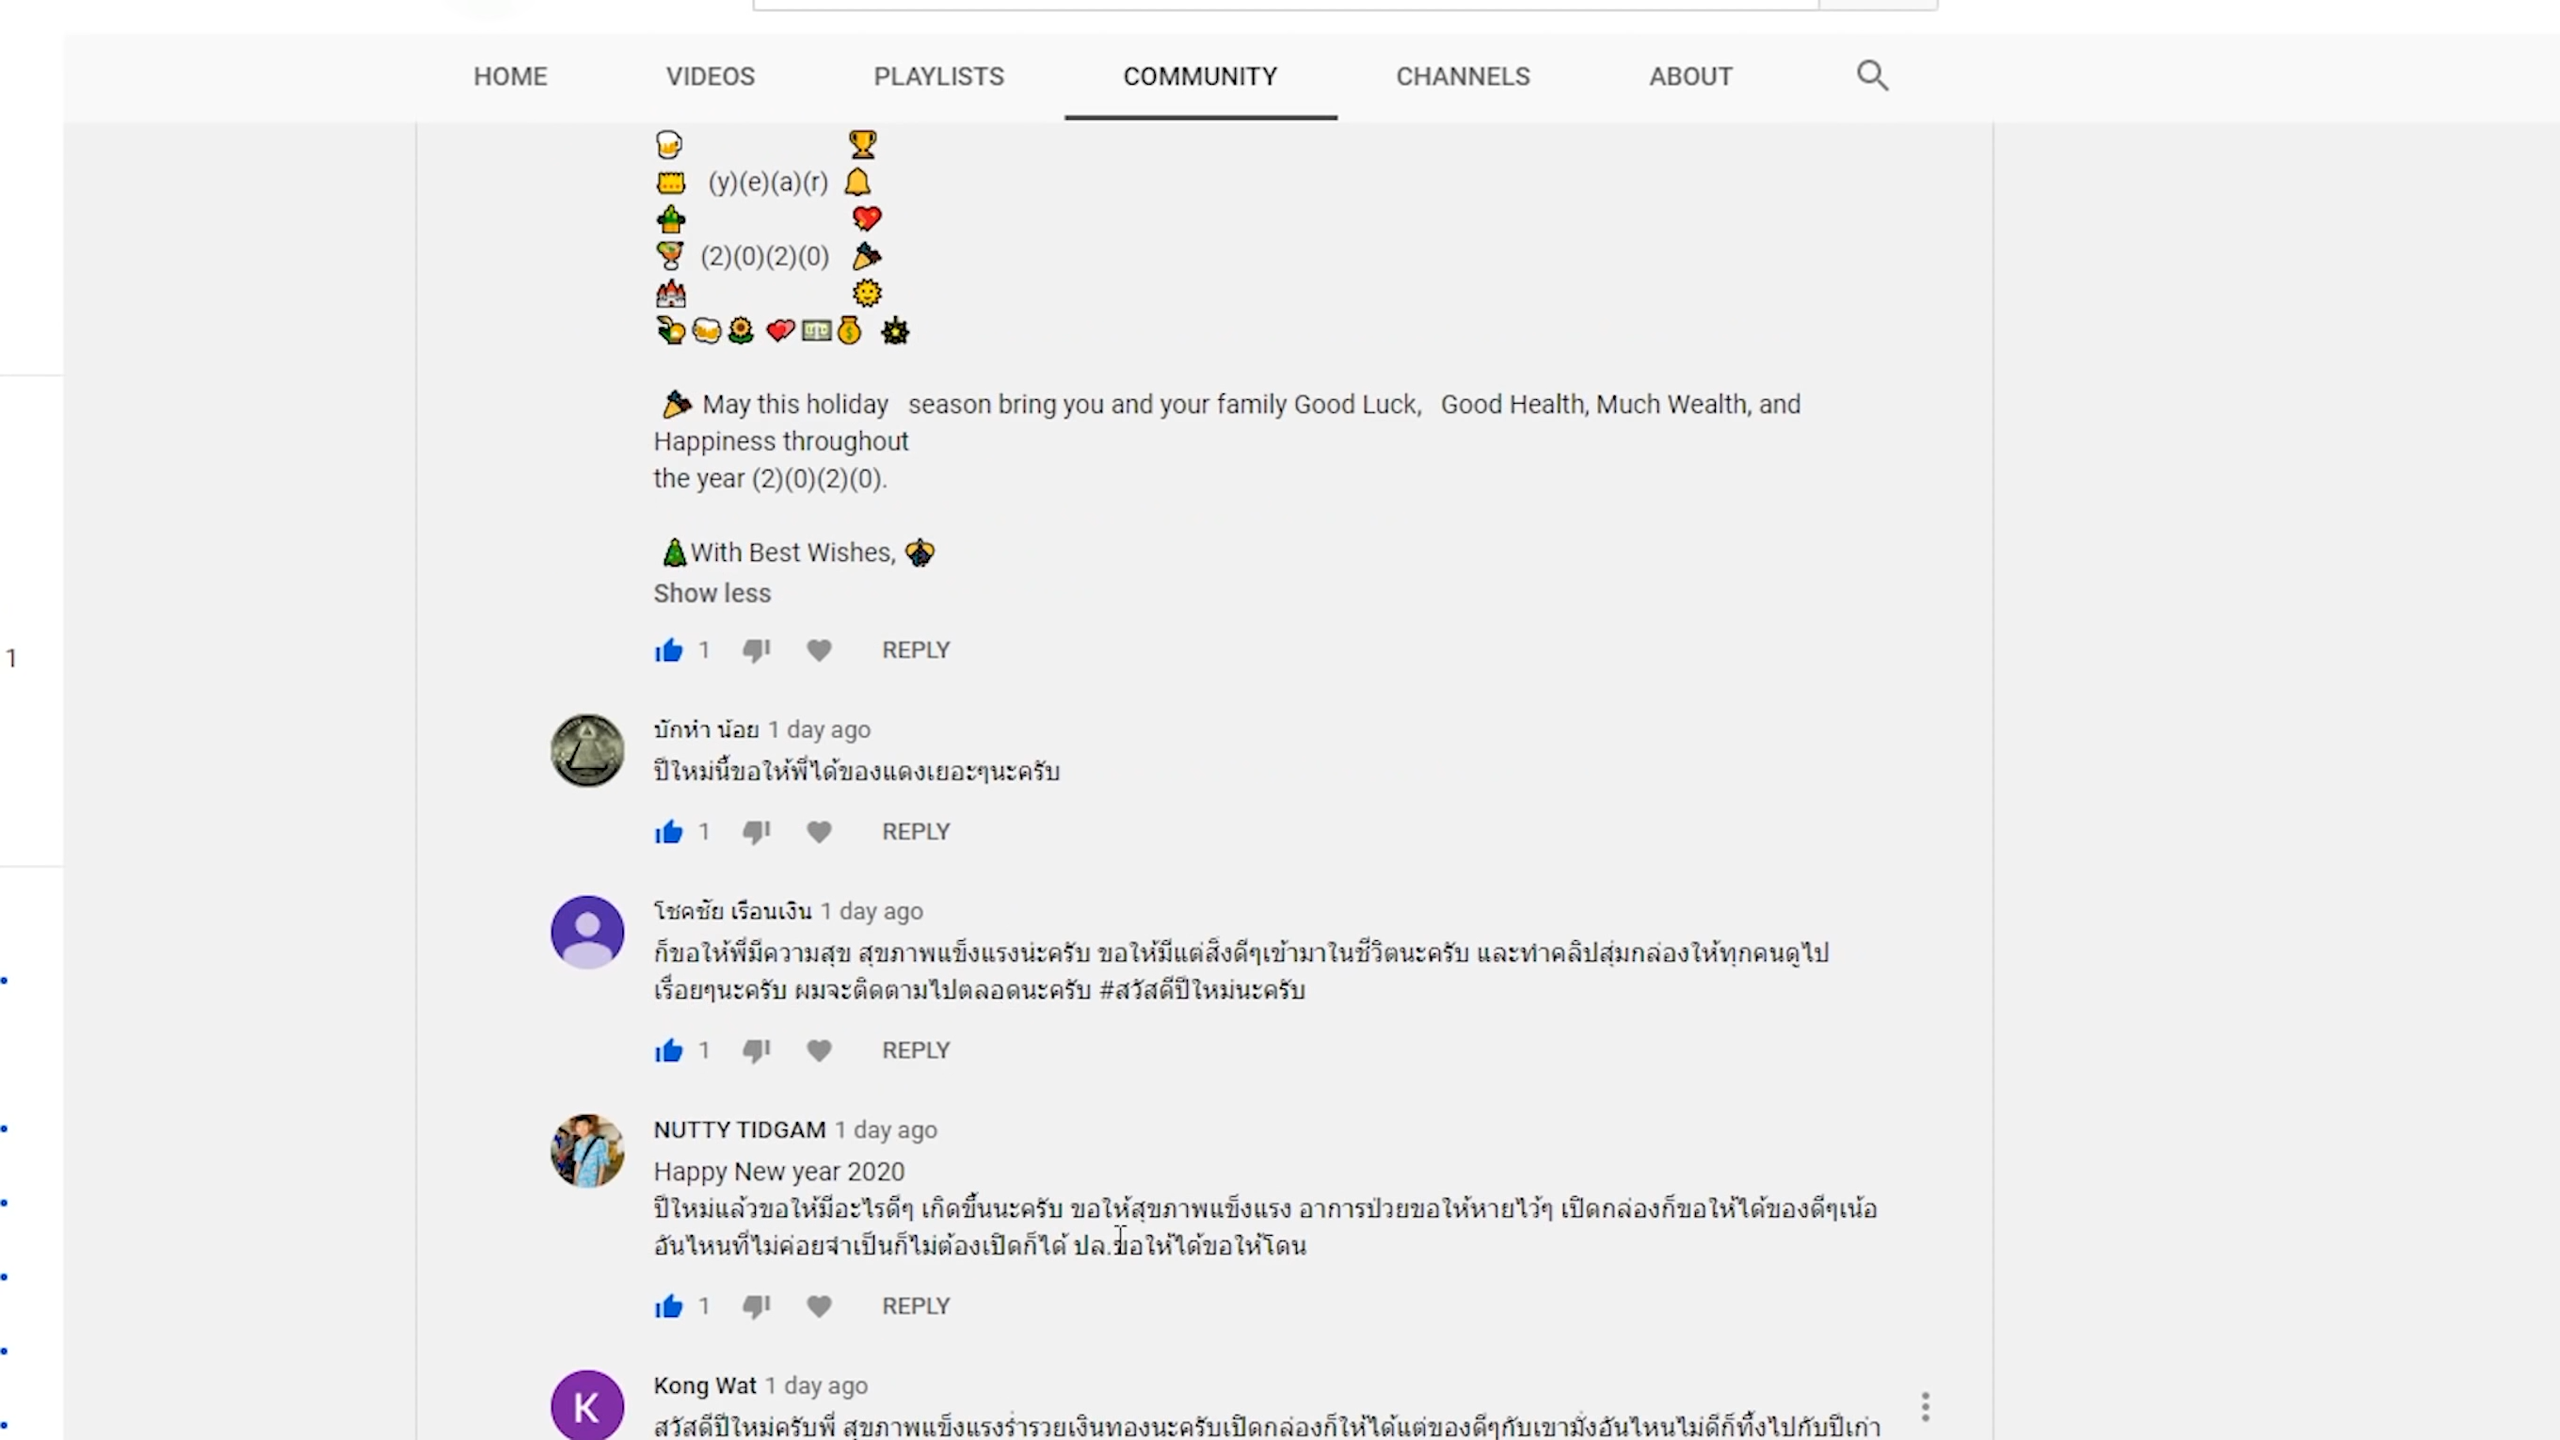 HOME VIDEOS PLAYLISTS COMMUNITY CHANNELS ABOUT
(y)(e)(a)(r)
(2)(0)(2)(0)
May this holiday season bring you and your family Good Luck, Good Health, Much Wealth, and
Happiness throughout
the year (2)(0)(2)(0).
With Best Wishes,
Show less
1 REPLY
1
บักหำ น้อย 1 day ago
ปีใหม่นี้ขอให้พี่ได้ของแดงเยอะๆนะครับ
1 REPLY
โชคชัย เรือนเงิน 1 day ago
ก็ขอให้พี่มีความสุข สุขภาพแข็งแรงน่ะครับ ขอให้มีแต่สิ่งดีๆเข้ามาในชีวิตนะครับ และทำคลิปสุ่มกล่องให้ทุกคนดูไป
เรื่อยๆนะครับ ผมจะติดตามไปตลอดนะครับ #สวัสดีปีใหม่นะครับ
1 REPLY
NUTTY TIDGAM 1 day ago
Happy New year 2020
ปีใหม่แล้วขอให้มีอะไรดีๆ เกิดขึ้นนะครับ ขอให้สุขภาพแข็งแรง อาการป่วยขอให้หายไว้ๆ เปิดกล่องก็ขอให้ได้ของดีๆเน้อ
อันไหนที่ไม่ค่อยจำเป็นก็ไม่ต้องเปิดก็ได้ ปล.ขอให้ได้ขอให้โดน
1 REPLY
K
Kong Wat 1 day ago
สวัสดีปีใหม่ครับพี่ สุขภาพแข็งแรงร่ำรวยเงินทองนะครับเปิดกล่องก็ให้ได้แต่ของดีๆกับเขามั่งอันไหนไม่ดีก็ทิ้งไปกับปีเก่า